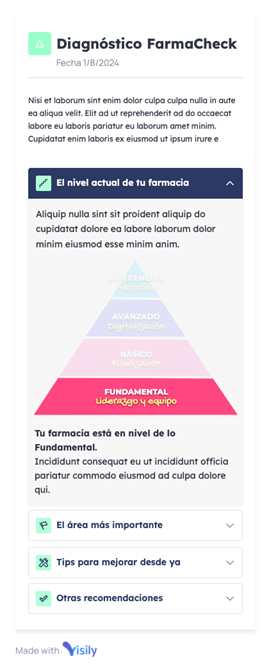 Diagnóstico FarmaCheck
Fecha 1/8/2024
Nisi et laborum sint enim dolor culpa culpa nulla in aute
ea aliqua velit. Elit ad ut reprehenderit ad do occaecat
labore eu laboris pariatur eu laborum amet minim.
Cupidatat enim laboris ex eiusmod ut ipsum irure e
El nivel actual de tu farmacia
Aliquip nulla sint sit proident aliquip do
cupidatat dolore ea labore laborum dolor
minim eiusmod esse minim anim.
AVANZADO
Digitalización
BÁSICO
FUNDAMENTAL
Liderazgo y equipo
Tu farmacia está en nivel de lo
Fundamental.
Incididunt consequat eu ut incididunt officia
pariatur commodo eiusmod ad culpa dolore
qui.
El área más importante
Tips para mejorar desde ya
Otras recomendaciones
Made with Visily